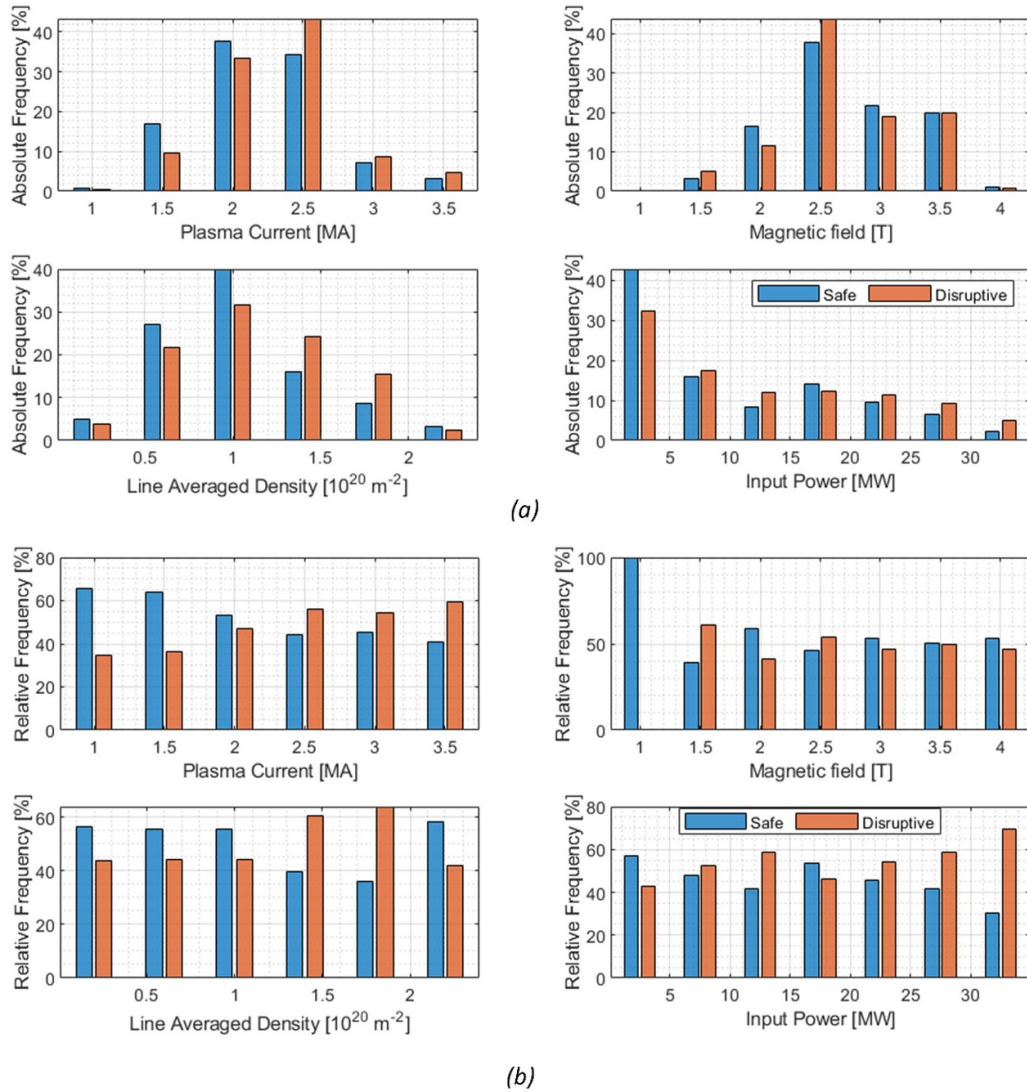 Absolute Frequency [%]
40
30
20
10
0
1 1.5 2 2.5 3 3.5
Plasma Current [MA]
Absolute Frequency [%]
40
30
20
10
0
1 1.5 2 2.5 3 3.5 4
Magnetic field [T]
Absolute Frequency [%]
40
30
20
10
0
0.5 1 1.5 2
Line Averaged Density [10^20 m^-2]
Absolute Frequency [%]
40
30
20
10
0
Safe Disruptive
5 10 15 20 25 30
Input Power [MW]
(a)
Relative Frequency [%]
80
60
40
20
0
1 1.5 2 2.5 3 3.5
Plasma Current [MA]
Relative Frequency [%]
100
50
0
1 1.5 2 2.5 3 3.5 4
Magnetic field [T]
Relative Frequency [%]
60
40
20
0
0.5 1 1.5 2
Line Averaged Density [10^20 m^-2]
Relative Frequency [%]
80
60
40
20
0
Safe Disruptive
5 10 15 20 25 30
Input Power [MW]
(b)